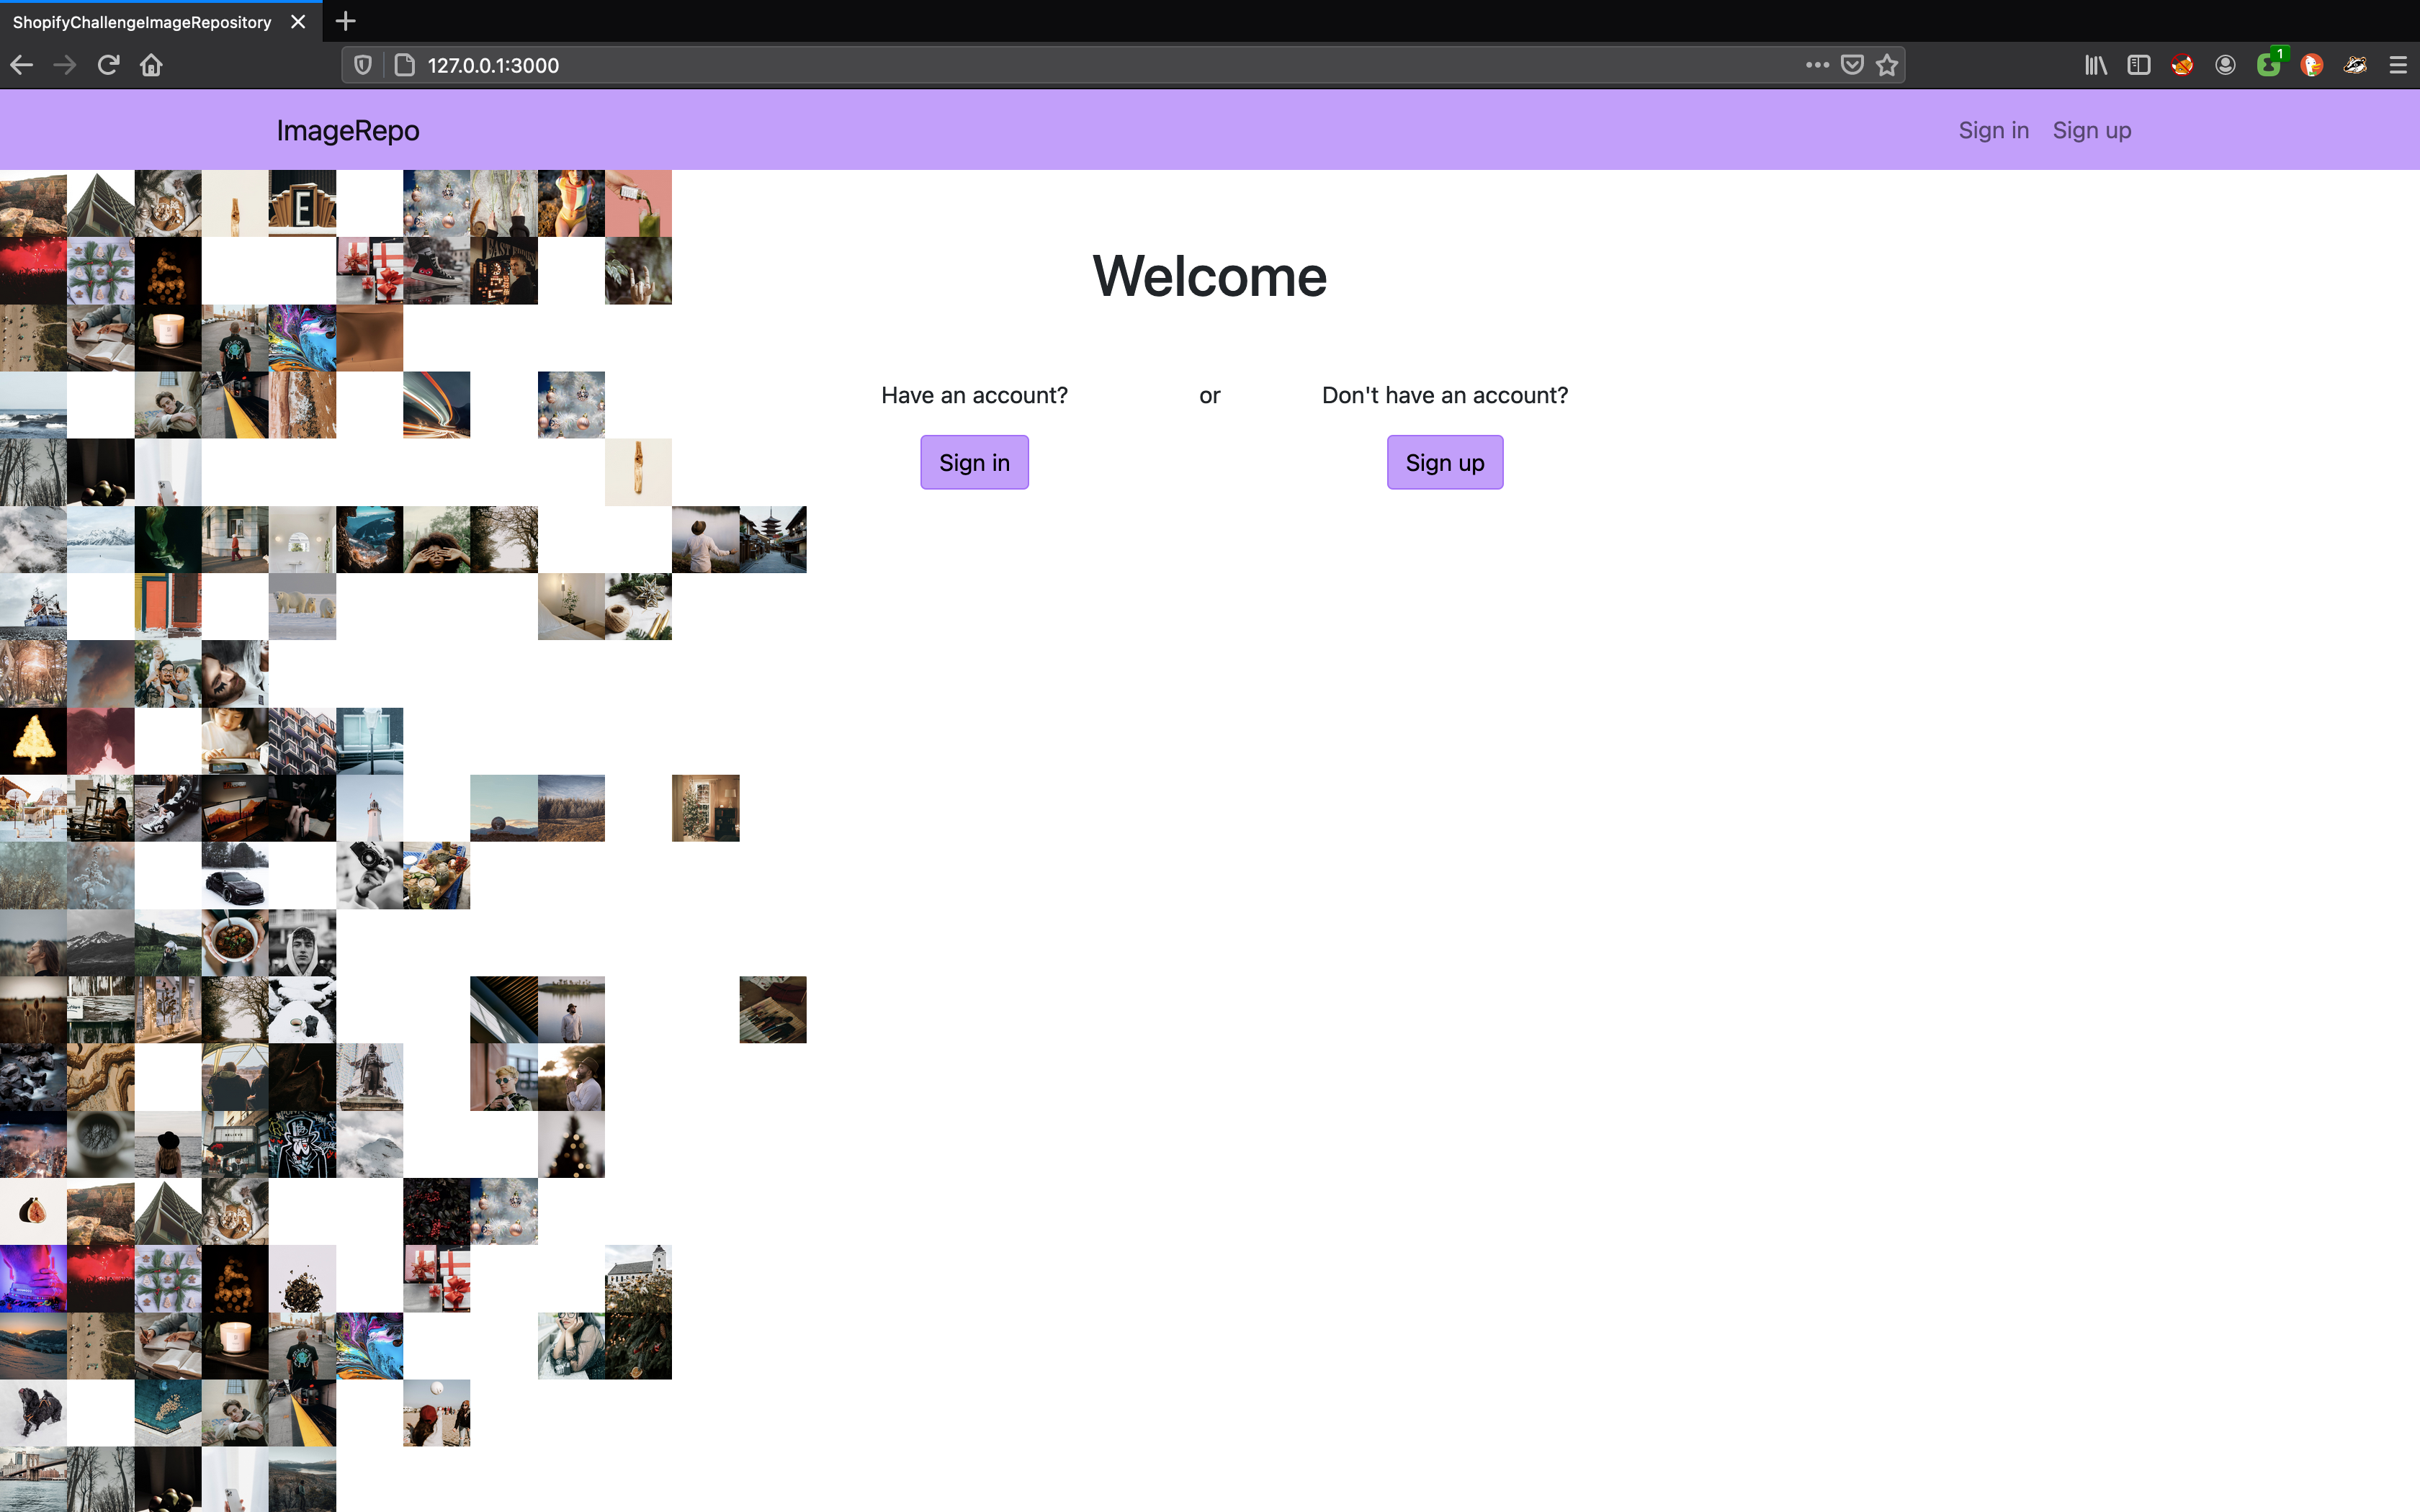 ShopifyChallengeImageRepository
127.0.0.1:3000
1
ImageRepo
Sign in Sign up
E
Welcome
Have an account? or Don't have an account?
Sign in Sign up